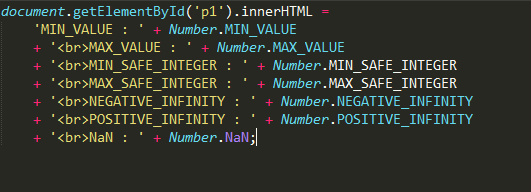 document.getElementById('p1').innerHTML =
    'MIN_VALUE : ' + Number.MIN_VALUE
    + '<br>MAX_VALUE : ' + Number.MAX_VALUE
    + '<br>MIN_SAFE_INTEGER : ' + Number.MIN_SAFE_INTEGER
    + '<br>MAX_SAFE_INTEGER : ' + Number.MAX_SAFE_INTEGER
    + '<br>NEGATIVE_INFINITY : ' + Number.NEGATIVE_INFINITY
    + '<br>POSITIVE_INFINITY : ' + Number.POSITIVE_INFINITY
    + '<br>NaN : ' + Number.NaN;